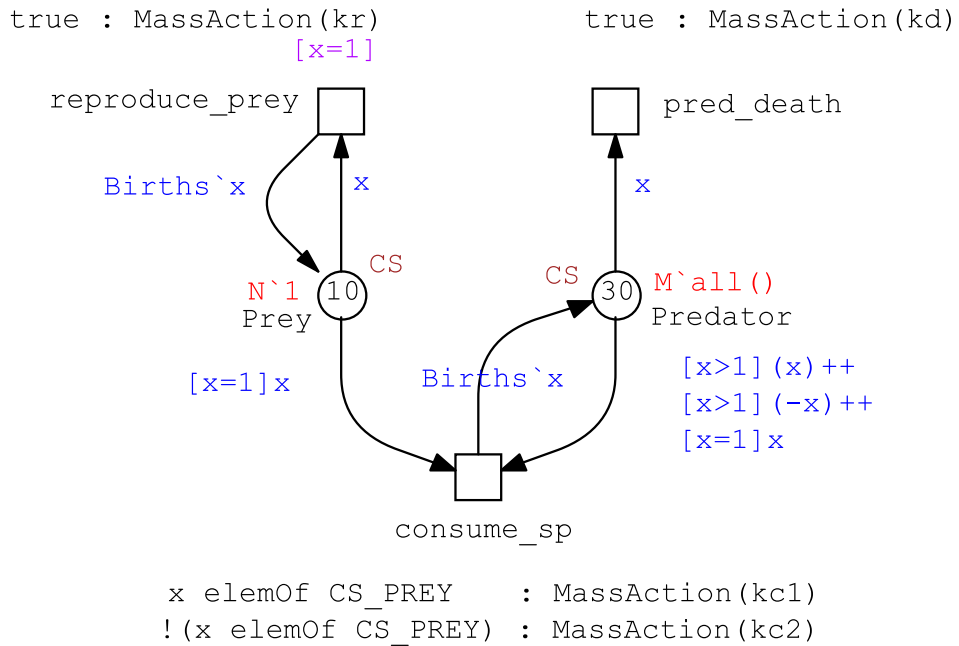 true : MassAction(kr)
true : MassAction(kd)
[x=1]
reproduce_prey
pred_death
Births`x
x
x
CS
CS
N`1
10
30
M`all()
Prey
Predator
[x=1]x
Births`x
[x>1](x)++
[x>1](-x)++
[x=1]x
consume_sp
x elemOf CS_PREY : MassAction(kc1)
!(x elemOf CS_PREY) : MassAction(kc2)